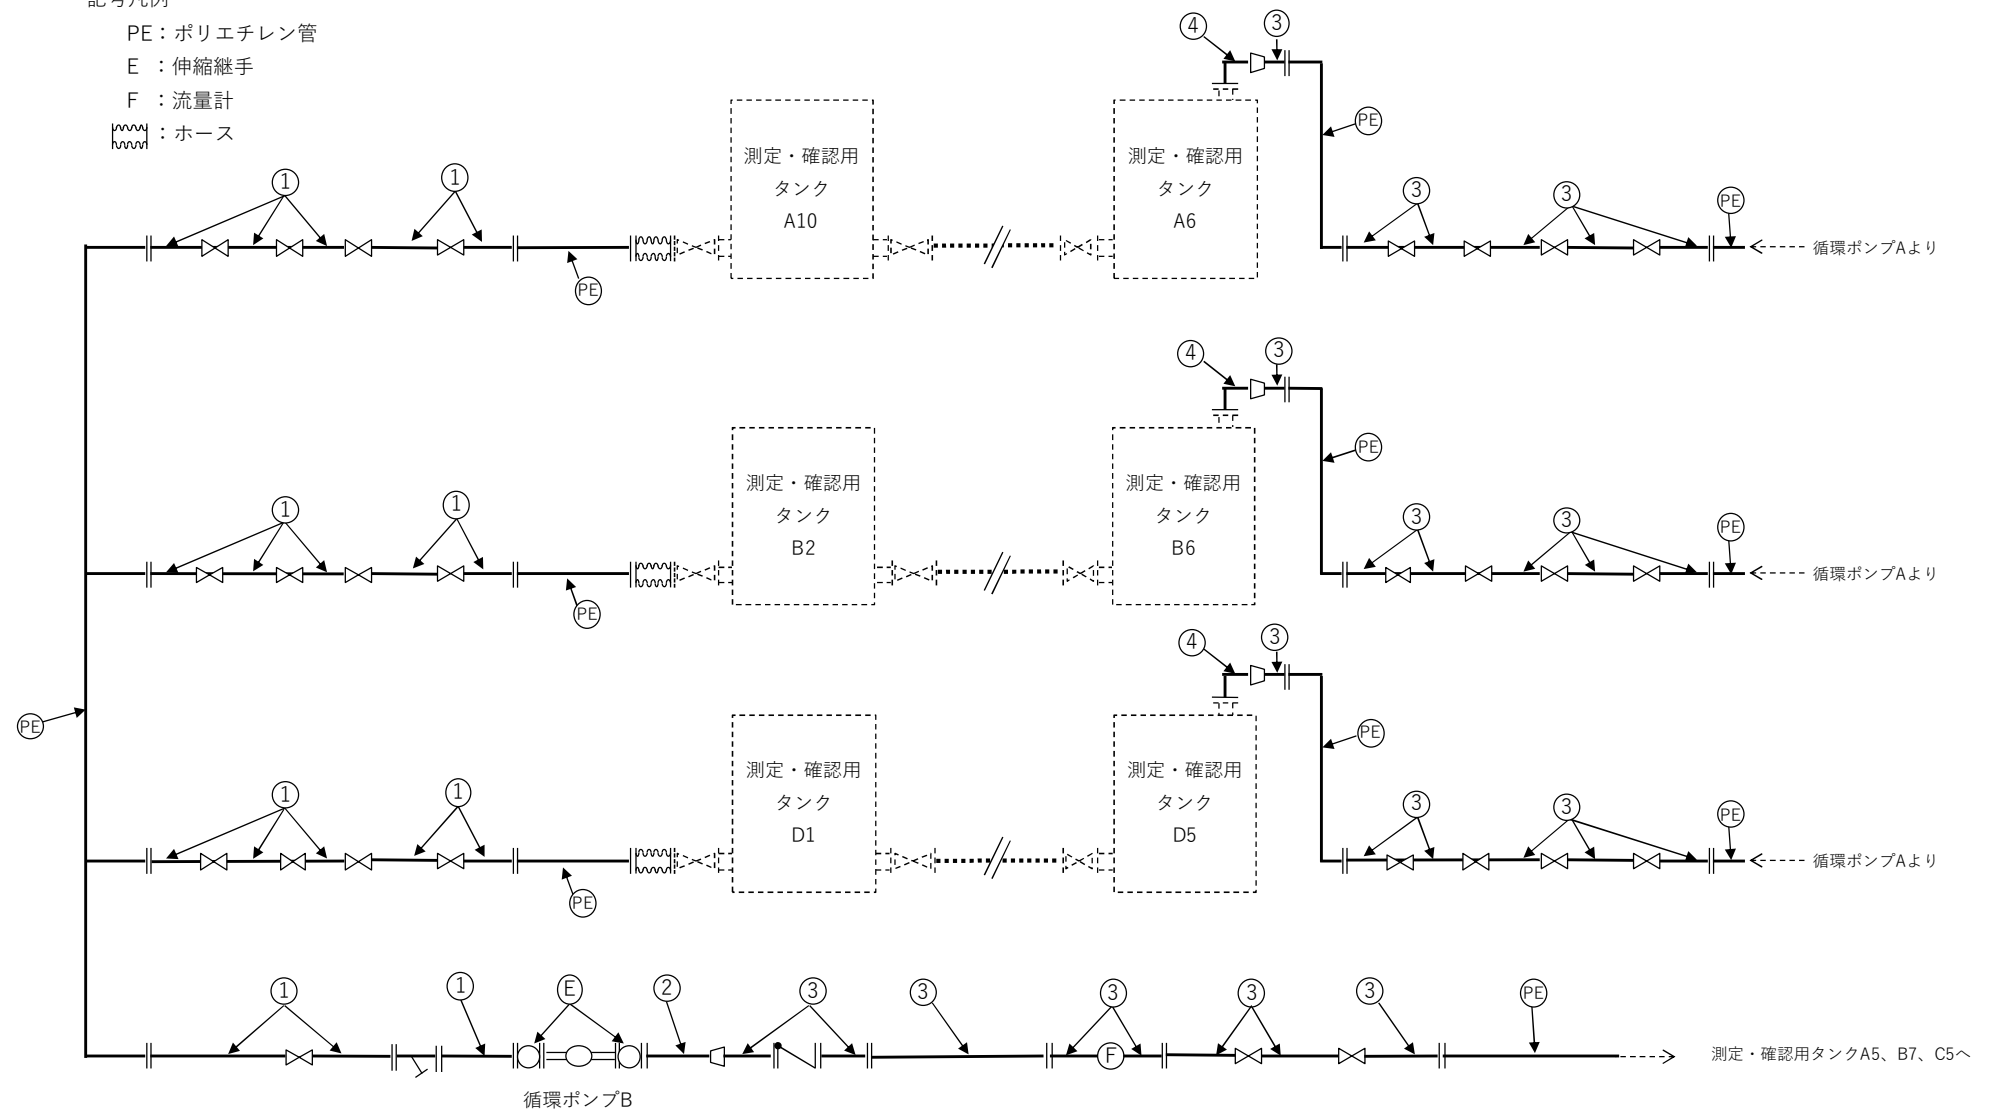 記号凡例
PE：ポリエチレン管
E ：伸縮継手
F ：流量計
：ホース
④ ③
PE
① ① ③ ③ PE
測定・確認用
タンク
A10
測定・確認用
タンク
A6
循環ポンプAより
PE
④ ③
PE
① ① ③ ③ PE
測定・確認用
タンク
B2
測定・確認用
タンク
B6
循環ポンプAより
PE
④ ③
PE
PE
① ① ③ ③ PE
測定・確認用
タンク
D1
測定・確認用
タンク
D5
循環ポンプAより
PE
① ① E ② ③ ③ ③ ③ ③ PE
F
測定・確認用タンクA5、B7、C5へ
循環ポンプB